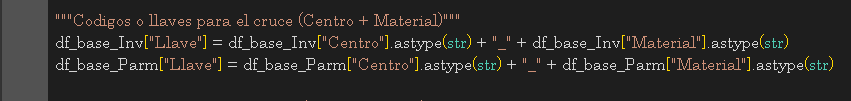 """Codigos o llaves para el cruce (Centro + Material)"""
df_base_Inv["Llave"] = df_base_Inv["Centro"].astype(str) + "_" + df_base_Inv["Material"].astype(str)
df_base_Parm["Llave"] = df_base_Parm["Centro"].astype(str) + "_" + df_base_Parm["Material"].astype(str)